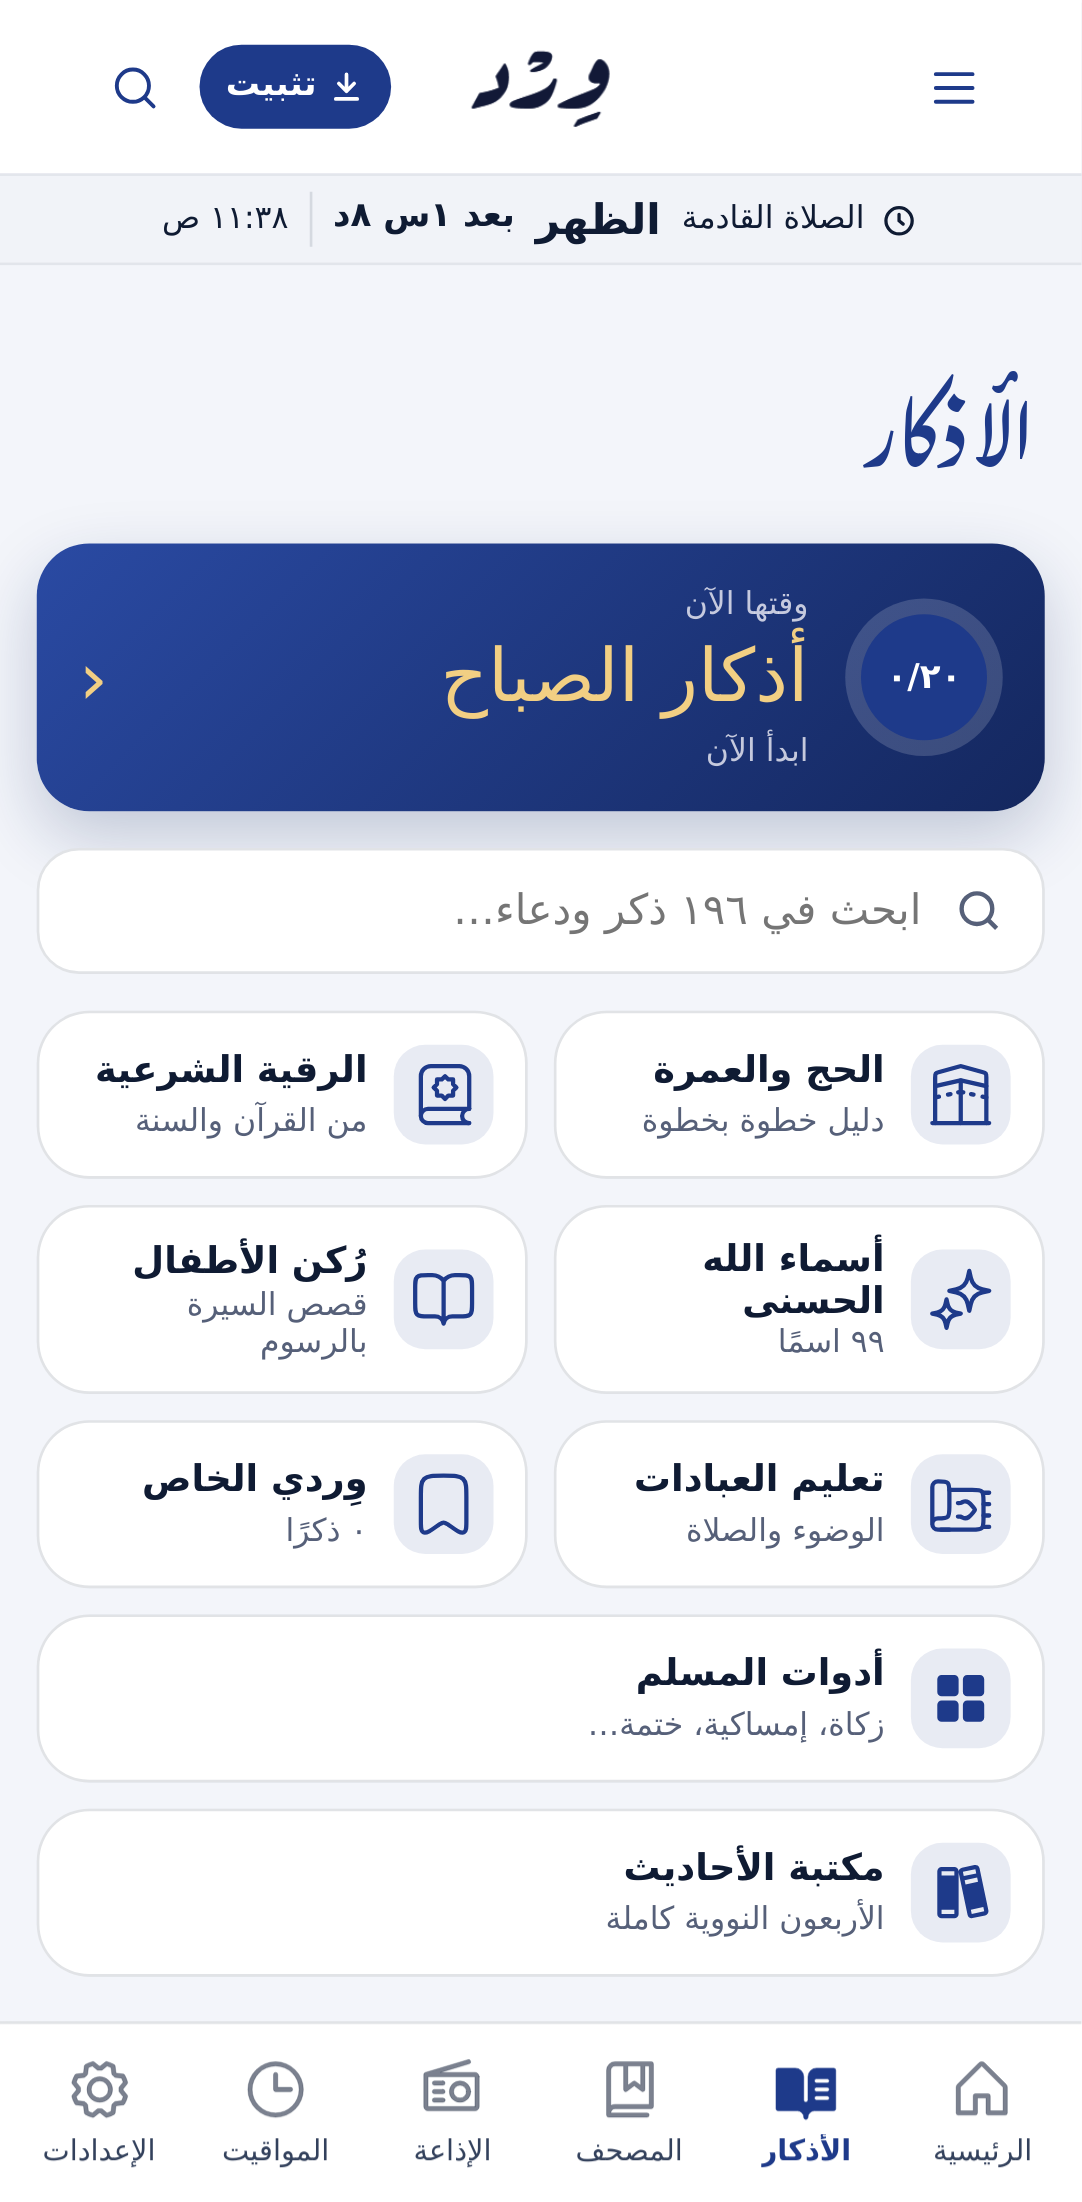 وِرْد
تثبيت
الصلاة القادمة الظهر بعد ١س ٨د ١١:٣٨ ص
الأذكار
وقتها الآن
أذكار الصباح
ابدأ الآن
٠/٢٠
ابحث في ١٩٦ ذكر ودعاء...
الحج والعمرة
دليل خطوة بخطوة
الرقية الشرعية
من القرآن والسنة
أسماء الله
الحسنى
٩٩ اسمًا
رُكن الأطفال
قصص السيرة
بالرسوم
تعليم العبادات
الوضوء والصلاة
وِردي الخاص
٠ ذكرًا
أدوات المسلم
زكاة، إمساكية، ختمة...
مكتبة الأحاديث
الأربعون النووية كاملة
الرئيسية
الأذكار
المصحف
الإذاعة
المواقيت
الإعدادات